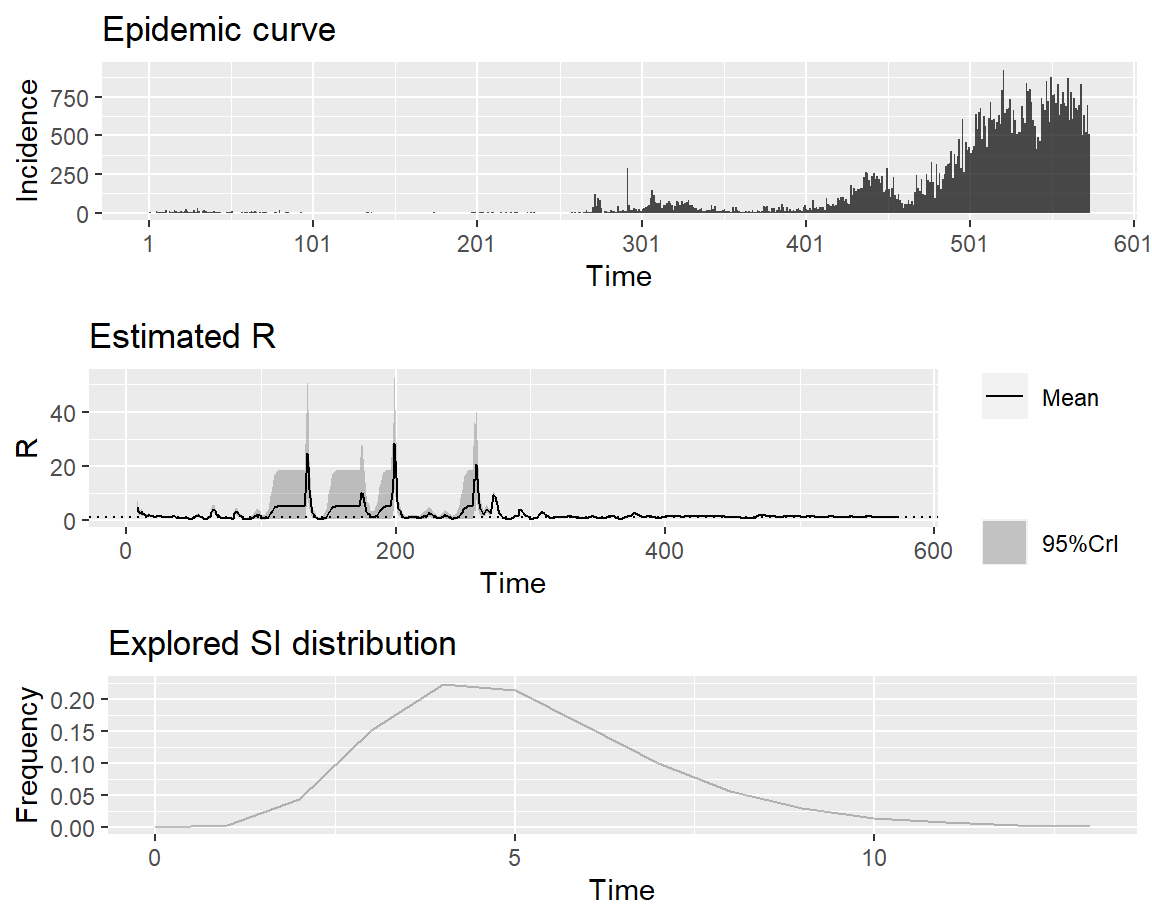 Epidemic curve
Incidence
750
500
250
0
1 101 201 301 401 501 601
Time
Estimated R
R
40
20
0
0 200 400 600
Time
Mean
95%CrI
Explored SI distribution
Frequency
0.20
0.15
0.10
0.05
0.00
0 5 10
Time